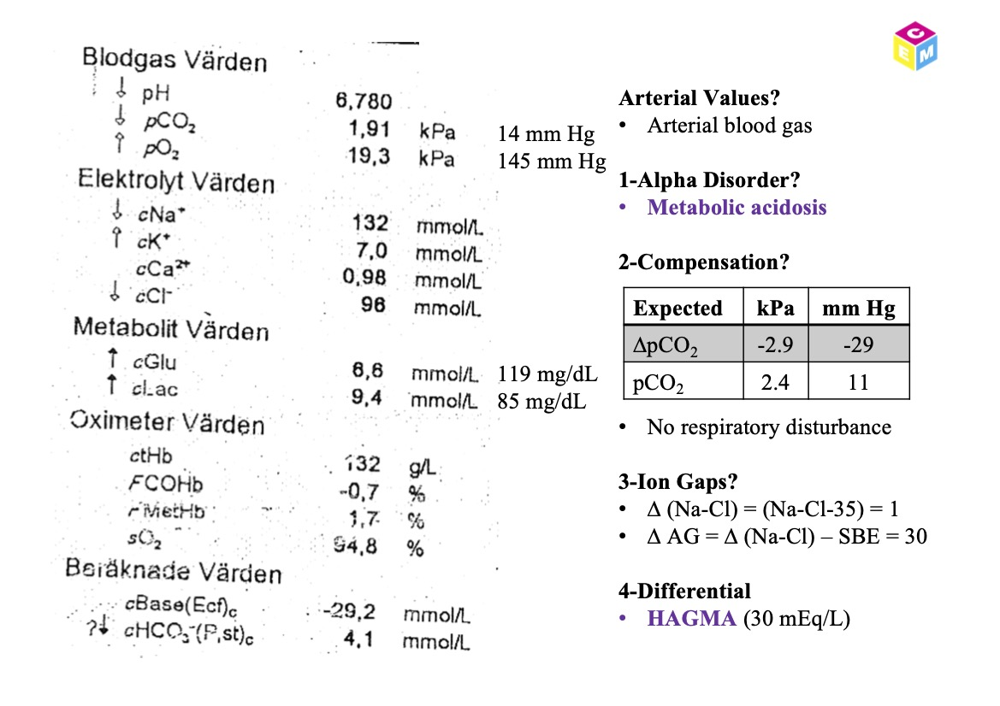 Blodgas Värden
↓ pH 6,780
↓ pCO₂ 1,91 kPa 14 mm Hg
↑ pO₂ 19,3 kPa 145 mm Hg
Elektrolyt Värden
↓ cNa⁺ 132 mmol/L
↑ cK⁺ 7,0 mmol/L
cCa²⁺ 0,98 mmol/L
↓ cCl⁻ 96 mmol/L
Metabolit Värden
↑ cGlu 6,6 mmol/L 119 mg/dL
↑ cLac 9,4 mmol/L 85 mg/dL
Oximeter Värden
ctHb 132 g/L
FCOHb -0,7 %
FMetHb 1,7 %
sO₂ 94,8 %
Beräknade Värden
cBase(Ecf)c -29,2 mmol/L
?↓ cHCO₃⁻(P,st)c 4,1 mmol/L
G
E M
Arterial Values?
• Arterial blood gas
1-Alpha Disorder?
• Metabolic acidosis
2-Compensation?
Expected kPa mm Hg
ΔpCO₂ -2.9 -29
pCO₂ 2.4 11
• No respiratory disturbance
3-Ion Gaps?
• Δ (Na-Cl) = (Na-Cl-35) = 1
• Δ AG = Δ (Na-Cl) – SBE = 30
4-Differential
• HAGMA (30 mEq/L)